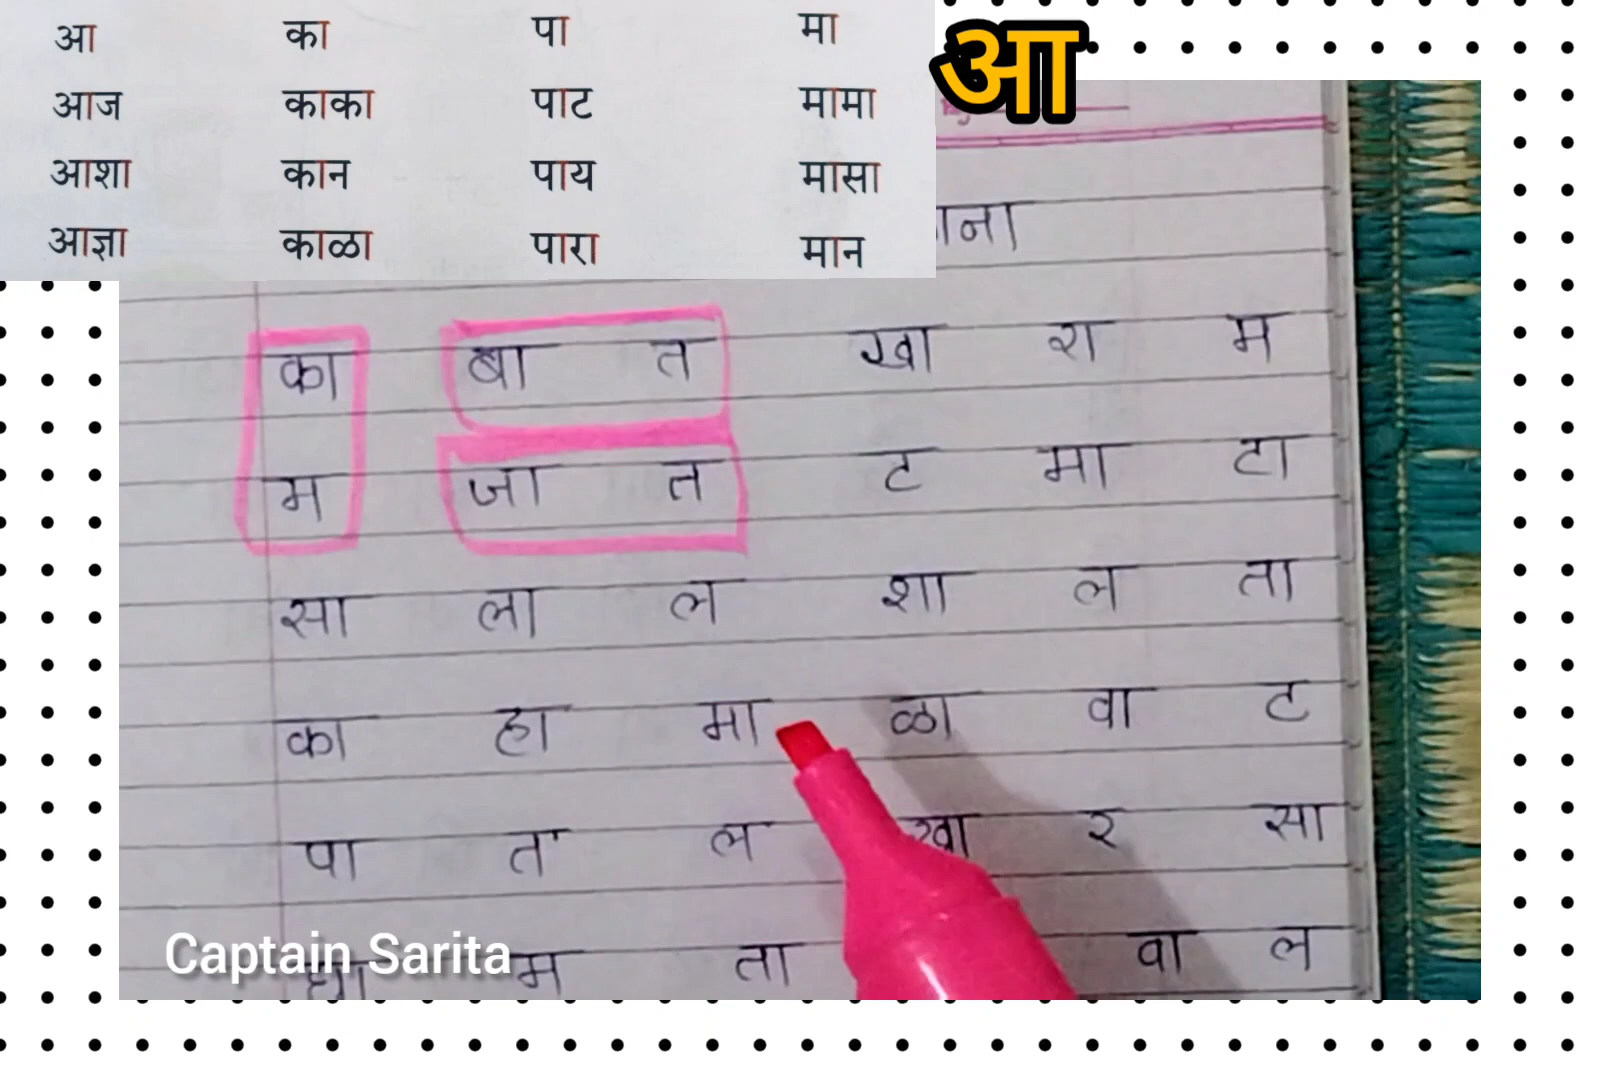 आ का पा मा
आ
आज काका पाट मामा
आशा कान पाय मासा
आज्ञा काळा पारा मान
का बा त खा रा म
म जा त ट मा टा
सा ला ल शा ल ता
का हा मा ळा वा ट
पा त ल खा र सा
म ता वा ल
Captain Sarita